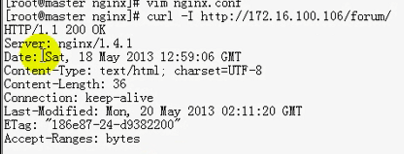 [root@master nginx]# vim nginx.conf
[root@master nginx]# curl -I http://172.16.100.106/forum/
HTTP/1.1 200 OK
Server: nginx/1.4.1
Date: Sat, 18 May 2013 12:59:06 GMT
Content-Type: text/html; charset=UTF-8
Content-Length: 36
Connection: keep-alive
Last-Modified: Mon, 20 May 2013 02:11:20 GMT
ETag: "186e87-24-d9382200"
Accept-Ranges: bytes